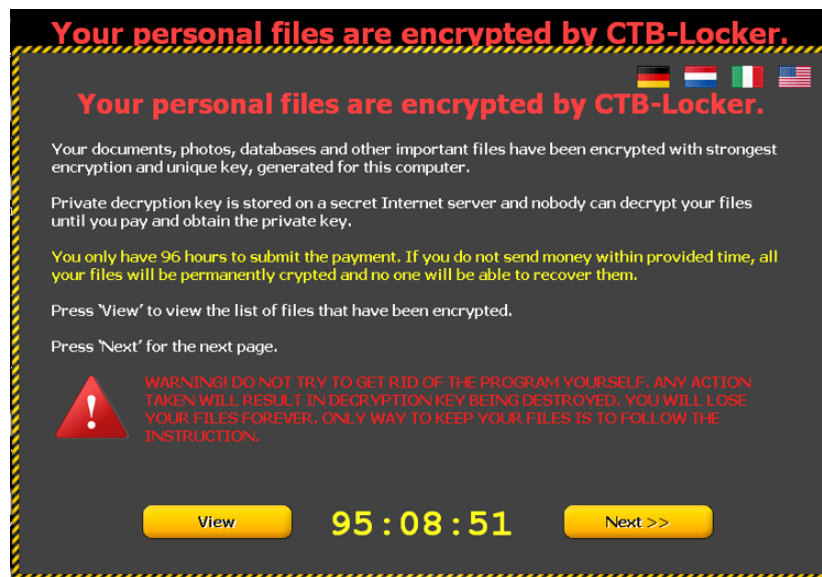 Your personal files are encrypted by CTB-Locker.
Your personal files are encrypted by CTB-Locker.
Your documents, photos, databases and other important files have been encrypted with strongest
encryption and unique key, generated for this computer.
Private decryption key is stored on a secret Internet server and nobody can decrypt your files
until you pay and obtain the private key.
You only have 96 hours to submit the payment. If you do not send money within provided time, all
your files will be permanently crypted and no one will be able to recover them.
Press 'View' to view the list of files that have been encrypted.
Press 'Next' for the next page.
WARNING! DO NOT TRY TO GET RID OF THE PROGRAM YOURSELF. ANY ACTION
TAKEN WILL RESULT IN DECRYPTION KEY BEING DESTROYED. YOU WILL LOSE
YOUR FILES FOREVER. ONLY WAY TO KEEP YOUR FILES IS TO FOLLOW THE
INSTRUCTION.
View
95:08:51
Next >>